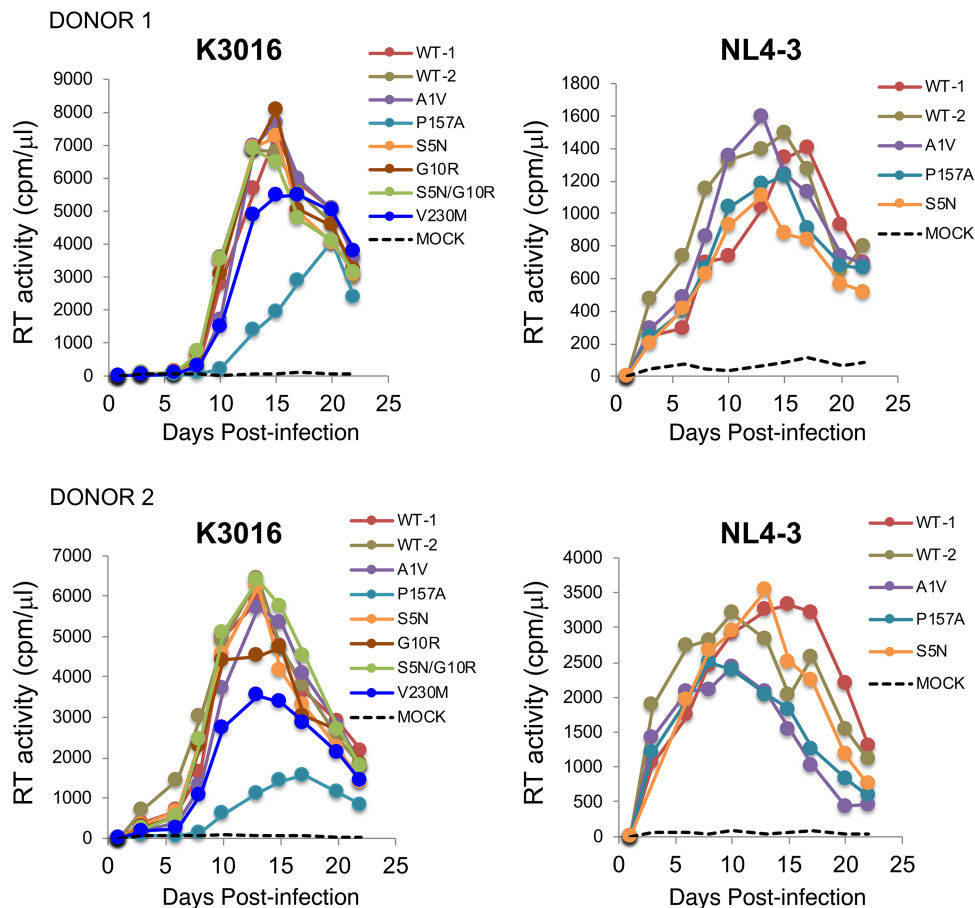 DONOR 1
K3016
RT activity (cpm/µl)
9000
8000
7000
6000
5000
4000
3000
2000
1000
0
0 5 10 15 20 25
Days Post-infection
WT-1
WT-2
A1V
P157A
S5N
G10R
S5N/G10R
V230M
MOCK
NL4-3
RT activity (cpm/µl)
1800
1600
1400
1200
1000
800
600
400
200
0
0 5 10 15 20 25
Days Post-infection
WT-1
WT-2
A1V
P157A
S5N
MOCK
DONOR 2
K3016
RT activity (cpm/µl)
7000
6000
5000
4000
3000
2000
1000
0
0 5 10 15 20 25
Days Post-infection
WT-1
WT-2
A1V
P157A
S5N
G10R
S5N/G10R
V230M
MOCK
NL4-3
RT activity (cpm/µl)
4000
3500
3000
2500
2000
1500
1000
500
0
0 5 10 15 20 25
Days Post-infection
WT-1
WT-2
A1V
P157A
S5N
MOCK